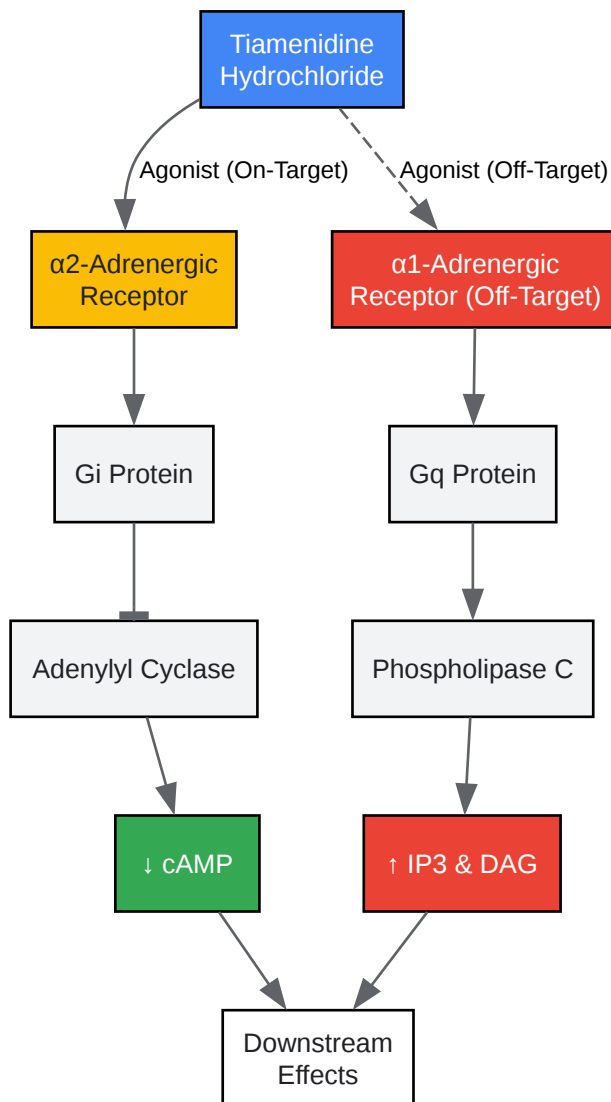 Tiamenidine
Hydrochloride
Agonist (On-Target)
Agonist (Off-Target)
α2-Adrenergic
Receptor
α1-Adrenergic
Receptor (Off-Target)
Gi Protein
Gq Protein
Adenylyl Cyclase
Phospholipase C
↓ cAMP
↑ IP3 & DAG
Downstream
Effects